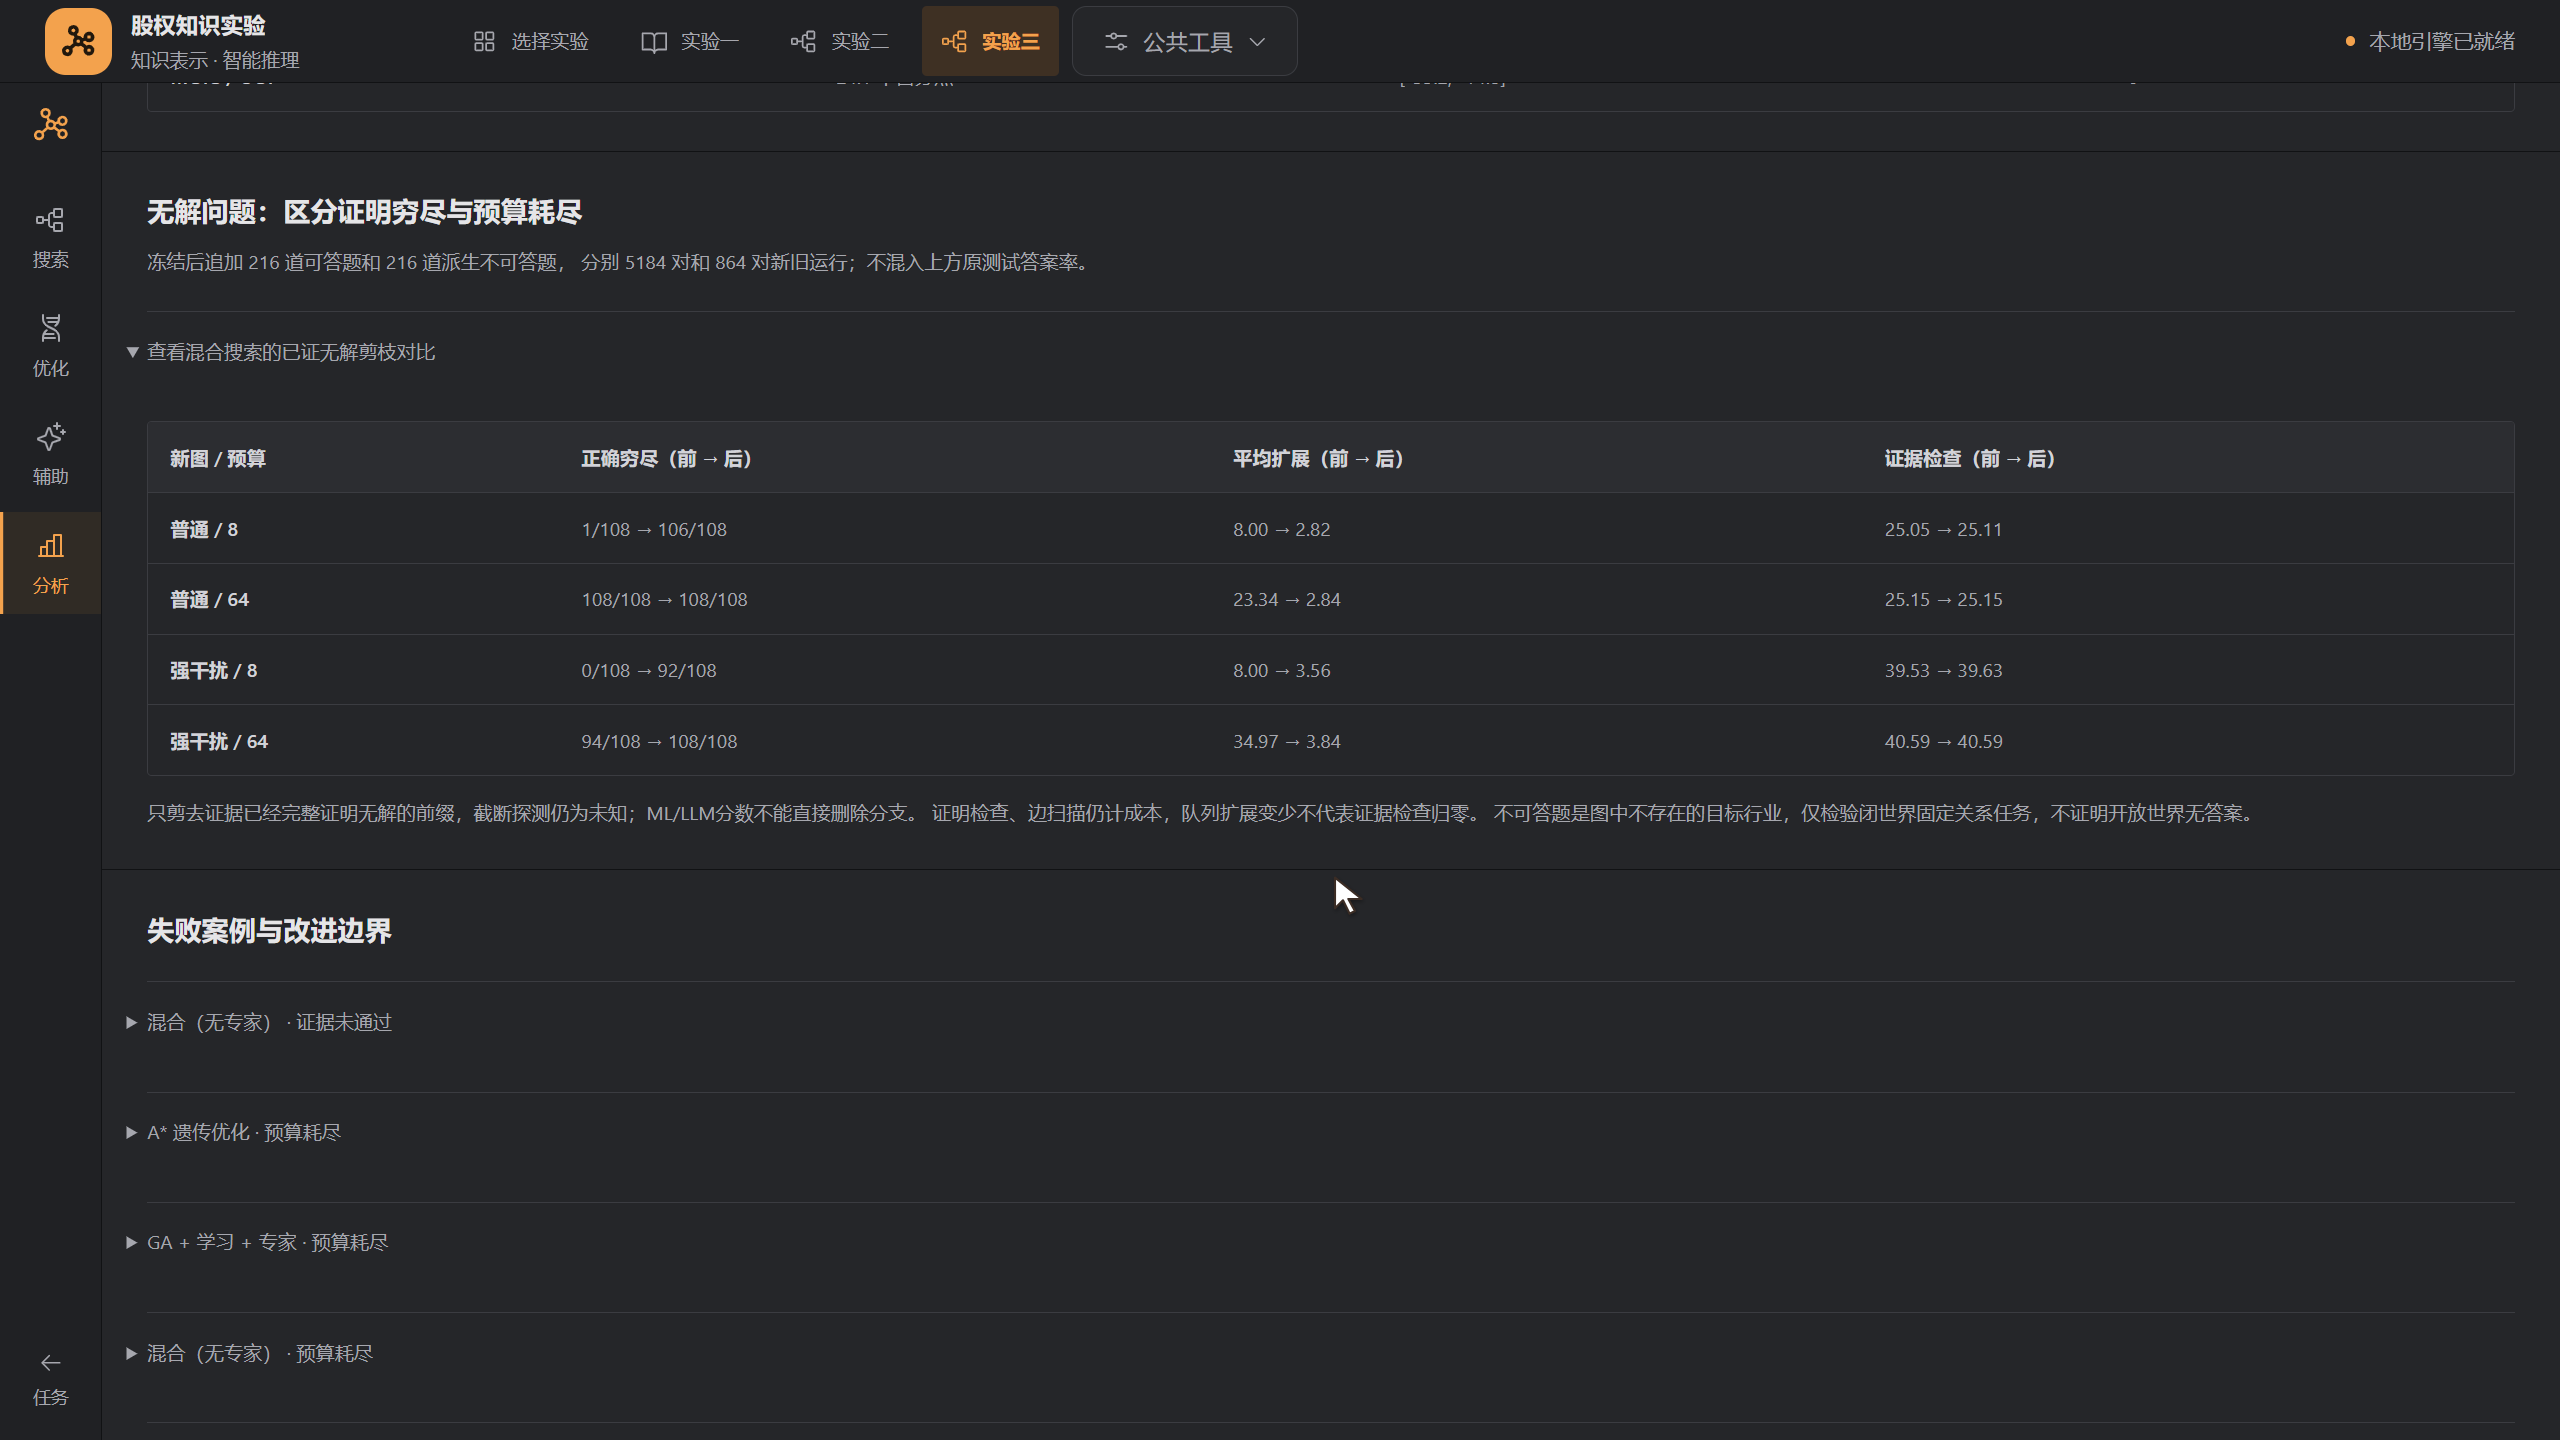 股权知识实验
知识表示 · 智能推理
选择实验
实验一
实验二
实验三
公共工具
本地引擎已就绪
搜索
优化
辅助
分析
任务
无解问题：区分证明穷尽与预算耗尽
冻结后追加 216 道可答题和 216 道派生不可答题， 分别 5184 对和 864 对新旧运行；不混入上方原测试答案率。
▼ 查看混合搜索的已证无解剪枝对比
新图 / 预算 正确穷尽（前 → 后） 平均扩展（前 → 后） 证据检查（前 → 后）
普通 / 8 1/108 → 106/108 8.00 → 2.82 25.05 → 25.11
普通 / 64 108/108 → 108/108 23.34 → 2.84 25.15 → 25.15
强干扰 / 8 0/108 → 92/108 8.00 → 3.56 39.53 → 39.63
强干扰 / 64 94/108 → 108/108 34.97 → 3.84 40.59 → 40.59
只剪去证据已经完整证明无解的前缀，截断探测仍为未知；ML/LLM分数不能直接删除分支。 证明检查、边扫描仍计成本，队列扩展变少不代表证据检查归零。 不可答题是图中不存在的目标行业，仅检验闭世界固定关系任务，不证明开放世界无答案。
失败案例与改进边界
▶ 混合（无专家） · 证据未通过
▶ A* 遗传优化 · 预算耗尽
▶ GA + 学习 + 专家 · 预算耗尽
▶ 混合（无专家） · 预算耗尽